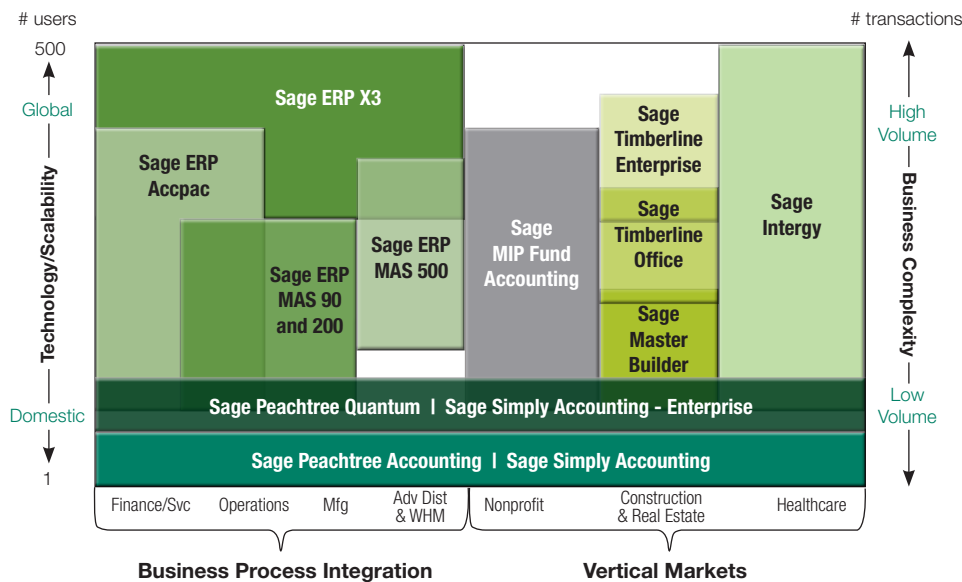 # users
# transactions
500
Global
Technology/Scalability
Domestic
1
Sage ERP X3
Sage ERP
Accpac
Sage ERP
MAS 90
and 200
Sage ERP
MAS 500
Sage
MIP Fund
Accounting
Sage
Timberline
Enterprise
Sage
Timberline
Office
Sage
Master
Builder
Sage
Intergy
High
Volume
Business Complexity
Low
Volume
Sage Peachtree Quantum | Sage Simply Accounting - Enterprise
Sage Peachtree Accounting | Sage Simply Accounting
Finance/Svc
Operations
Mfg
Adv Dist
& WHM
Nonprofit
Construction
& Real Estate
Healthcare
Business Process Integration
Vertical Markets